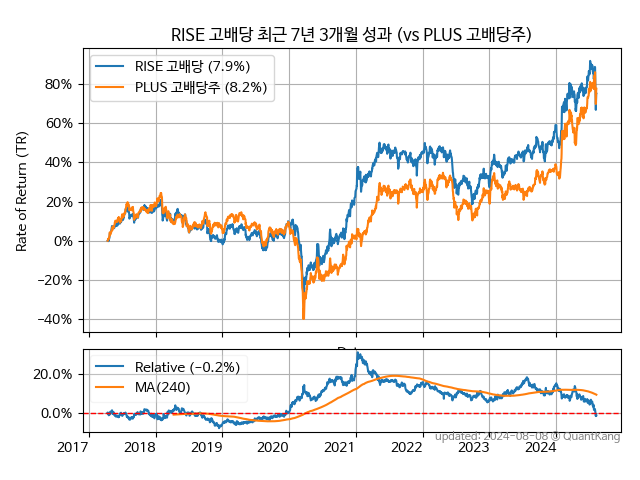 RISE 고배당 최근 7년 3개월 성과 (vs PLUS 고배당주)
RISE 고배당 (7.9%)
PLUS 고배당주 (8.2%)
Rate of Return (TR)
80%
60%
40%
20%
0%
−20%
−40%
Relative (−0.2%)
MA(240)
20.0%
0.0%
2017 2018 2019 2020 2021 2022 2023 2024
updated: 2024-08-08 © QuantKang